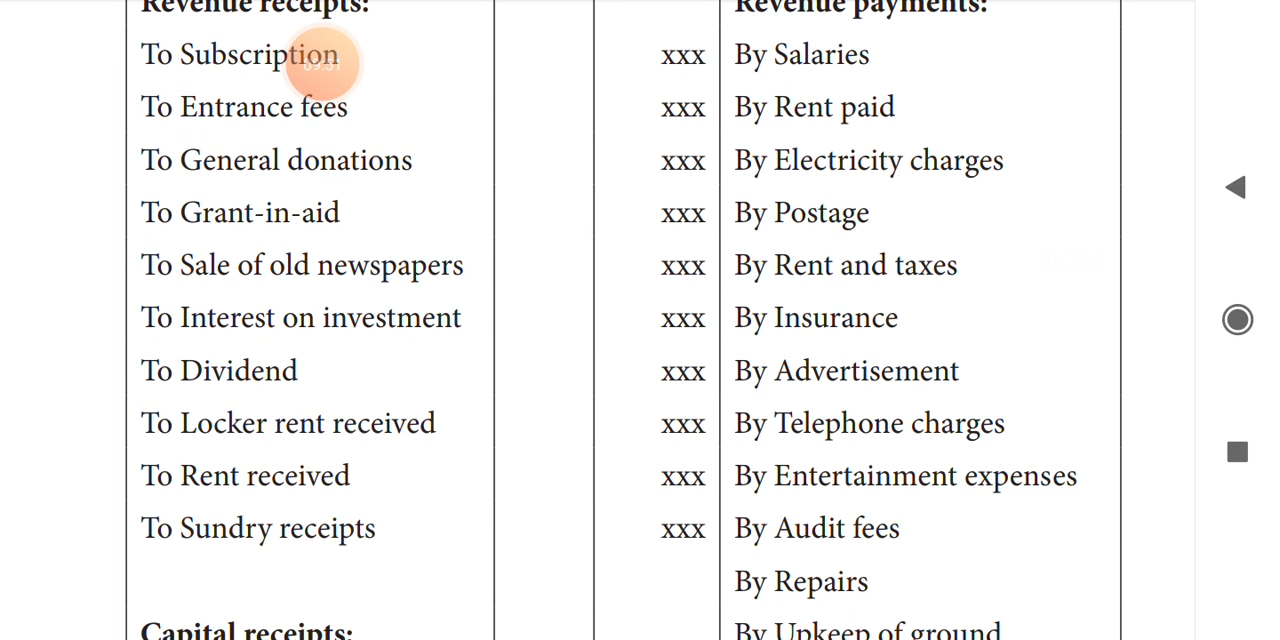 Revenue receipts: Revenue payments:
To Subscription xxx By Salaries
To Entrance fees xxx By Rent paid
To General donations xxx By Electricity charges
To Grant-in-aid xxx By Postage
To Sale of old newspapers xxx By Rent and taxes
To Interest on investment xxx By Insurance
To Dividend xxx By Advertisement
To Locker rent received xxx By Telephone charges
To Rent received xxx By Entertainment expenses
To Sundry receipts xxx By Audit fees
By Repairs
Capital receipts: By Upkeep of ground